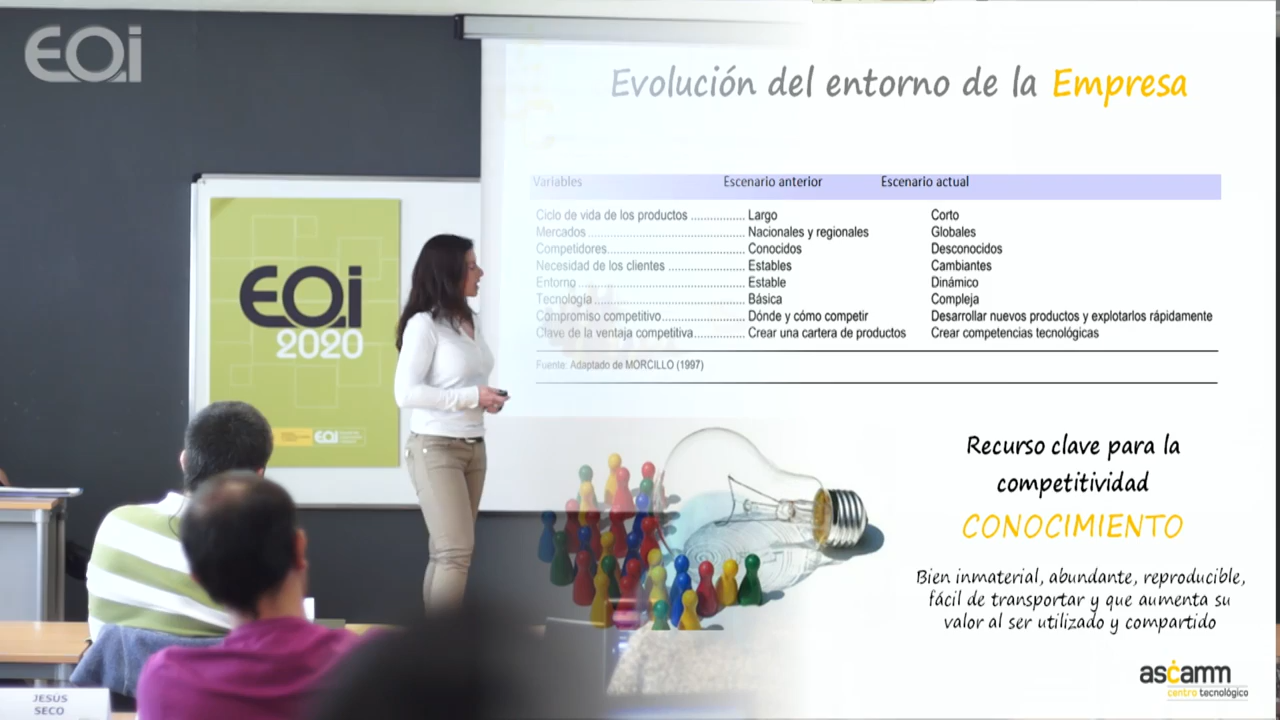 EOi
Evolución del entorno de la Empresa
Variables Escenario anterior Escenario actual
Ciclo de vida de los productos .................. Largo Corto
Mercados .................................................... Nacionales y regionales Globales
Competidores.............................................. Conocidos Desconocidos
Necesidad de los clientes .......................... Estables Cambiantes
Entorno........................................................ Estable Dinámico
Tecnología................................................... Básica Compleja
Compromiso competitivo............................ Dónde y cómo competir Desarrollar nuevos productos y explotarlos rápidamente
Clave de la ventaja competitiva................. Crear una cartera de productos Crear competencias tecnológicas
Fuente: Adaptado de MORCILLO (1997)
EOi
2020
EOi
Recurso clave para la
competitividad
CONOCIMIENTO
Bien inmaterial, abundante, reproducible,
fácil de transportar y que aumenta su
valor al ser utilizado y compartido
ascamm
centro tecnológico
JESÚS
SECO